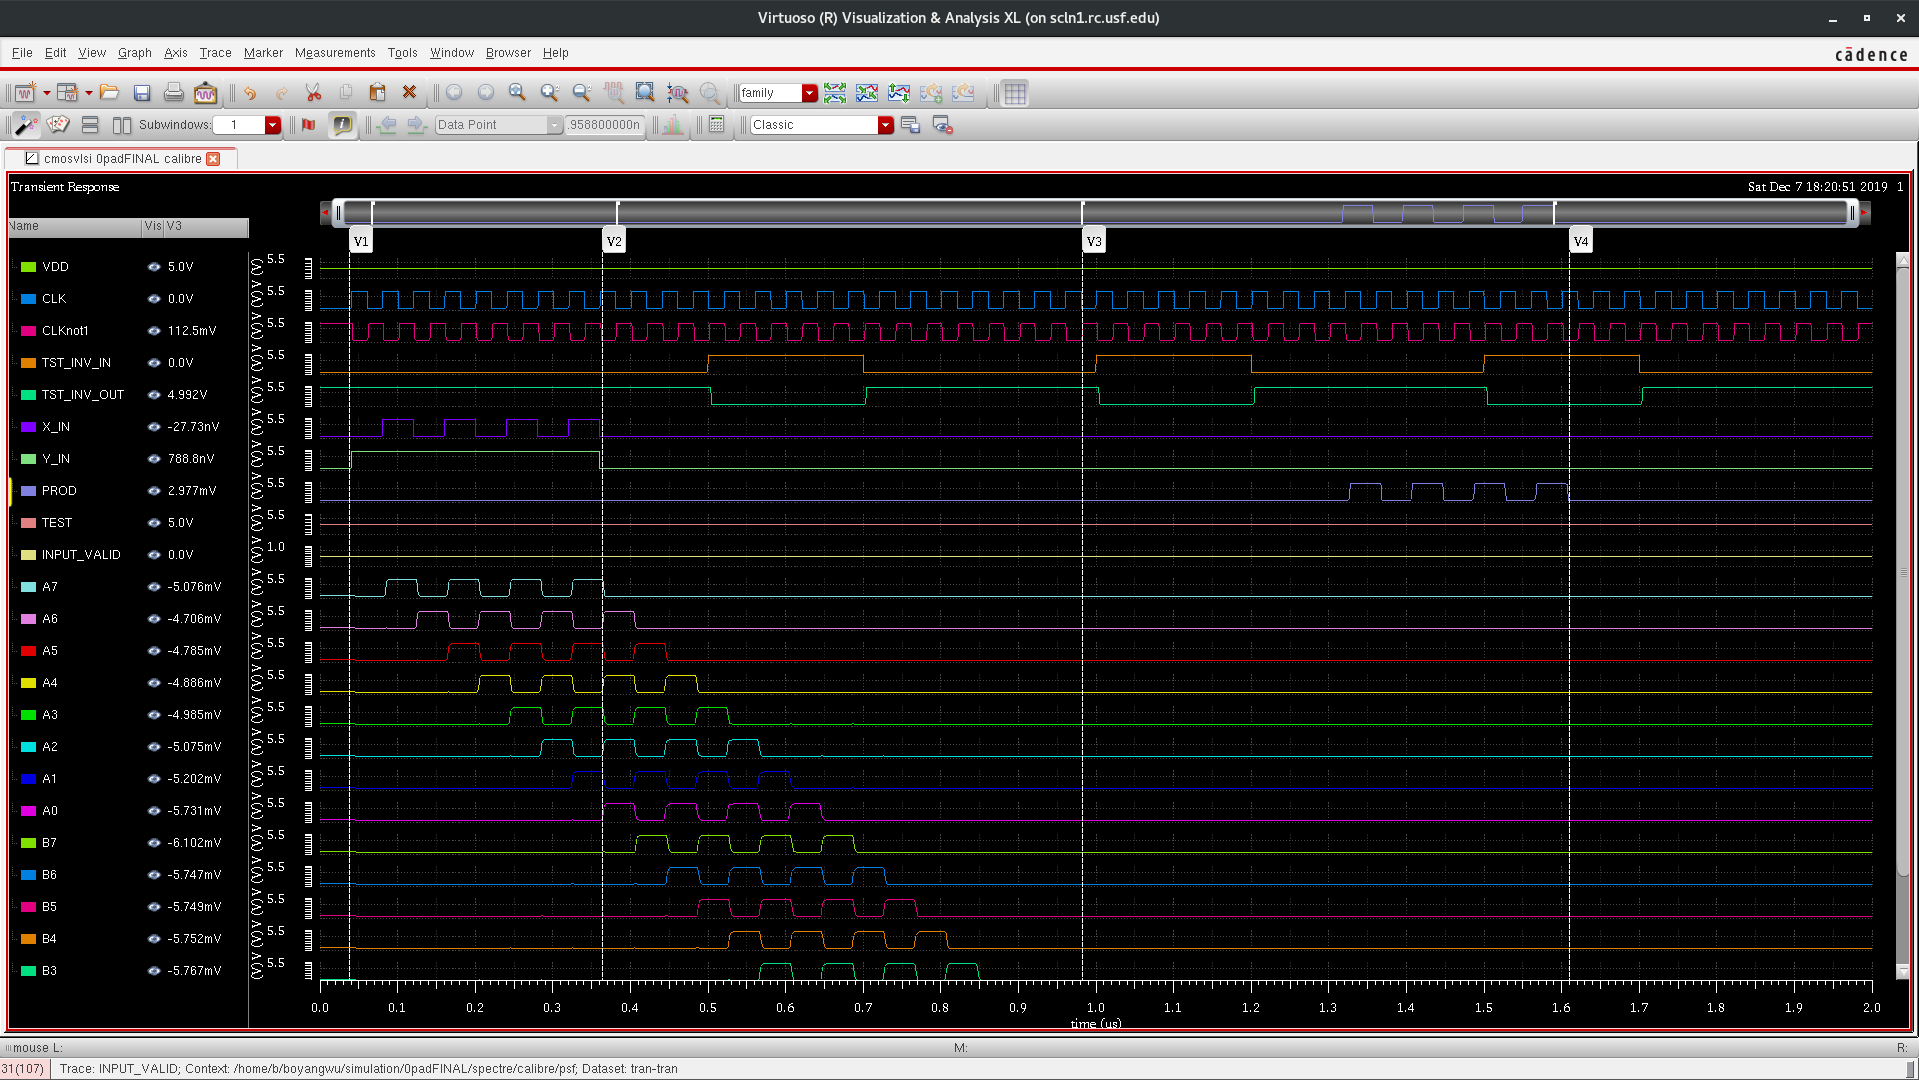 Virtuoso (R) Visualization & Analysis XL (on scln1.rc.usf.edu)
File Edit View Graph Axis Trace Marker Measurements Tools Window Browser Help
cādence
family
Subwindows: 1 Data Point .958800000n Classic
cmosvlsi 0padFINAL calibre
Transient Response Sat Dec 7 18:20:51 2019 1
Name Vis V3
V1 V2 V3 V4
VDD 5.0V 5.5
CLK 0.0V 5.5
CLKnot1 112.5mV 5.5
TST_INV_IN 0.0V 5.5
TST_INV_OUT 4.992V 5.5
X_IN -27.73nV 5.5
Y_IN 788.8nV 5.5
PROD 2.977mV 5.5
TEST 5.0V 5.5
INPUT_VALID 0.0V 1.0
A7 -5.076mV 5.5
A6 -4.706mV 5.5
A5 -4.785mV 5.5
A4 -4.886mV 5.5
A3 -4.985mV 5.5
A2 -5.075mV 5.5
A1 -5.202mV 5.5
A0 -5.731mV 5.5
B7 -6.102mV 5.5
B6 -5.747mV 5.5
B5 -5.749mV 5.5
B4 -5.752mV 5.5
B3 -5.767mV 5.5
0.0 0.1 0.2 0.3 0.4 0.5 0.6 0.7 0.8 0.9 1.0 1.1 1.2 1.3 1.4 1.5 1.6 1.7 1.8 1.9 2.0
time (us)
mouse L: M: R:
31(107) Trace: INPUT_VALID; Context: /home/b/boyangwu/simulation/0padFINAL/spectre/calibre/psf; Dataset: tran-tran